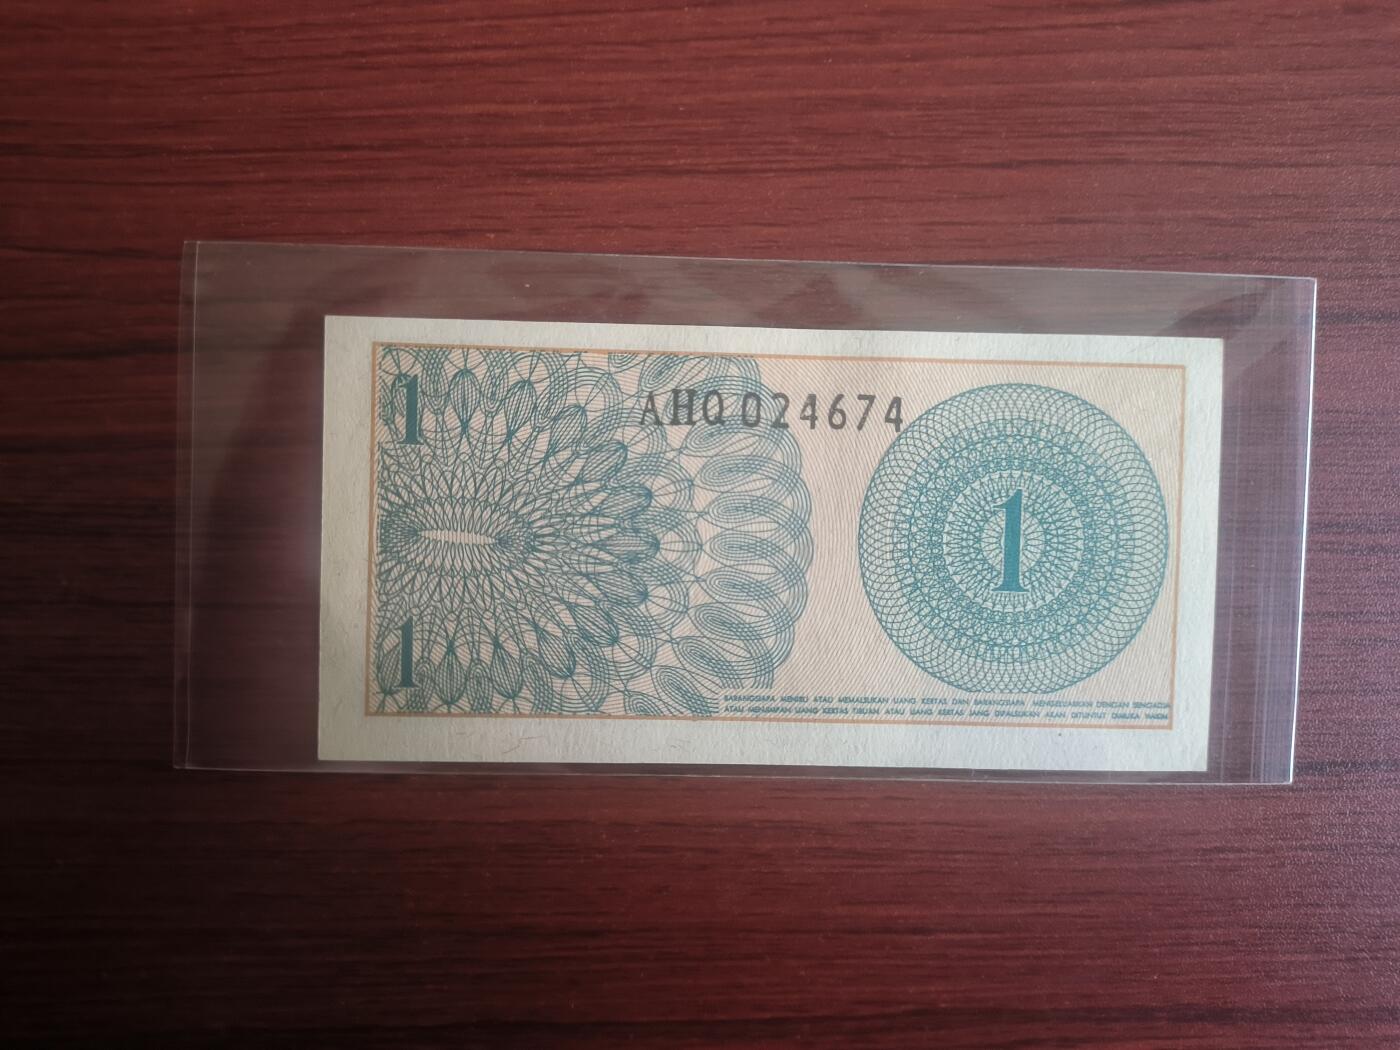 1
AHQ 024674
1
1
BARANGSIAPA MENIRU ATAU MEMALSUKAN UANG KERTAS DAN BARANGSIAPA MENGELUARKAN DENGAN SENGADJA
ATAU MENJIMPAN UANG KERTAS TIRUAN ATAU UANG KERTAS JANG DIPALSUKAN AKAN DITUNTUT DIMUKA HAKIM